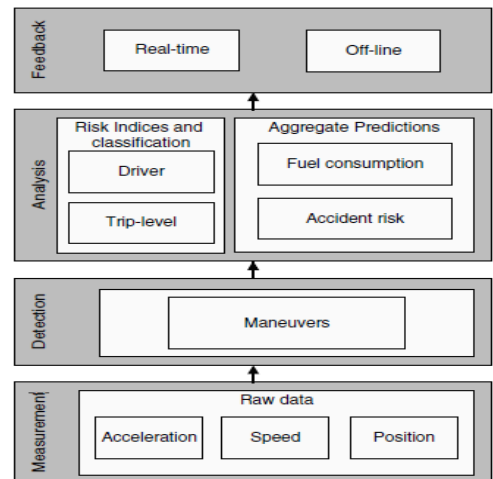 Feedback
Real-time
Off-line
Analysis
Risk Indices and
classification
Driver
Trip-level
Aggregate Predictions
Fuel consumption
Accident risk
Detection
Maneuvers
Measurement
Raw data
Acceleration
Speed
Position